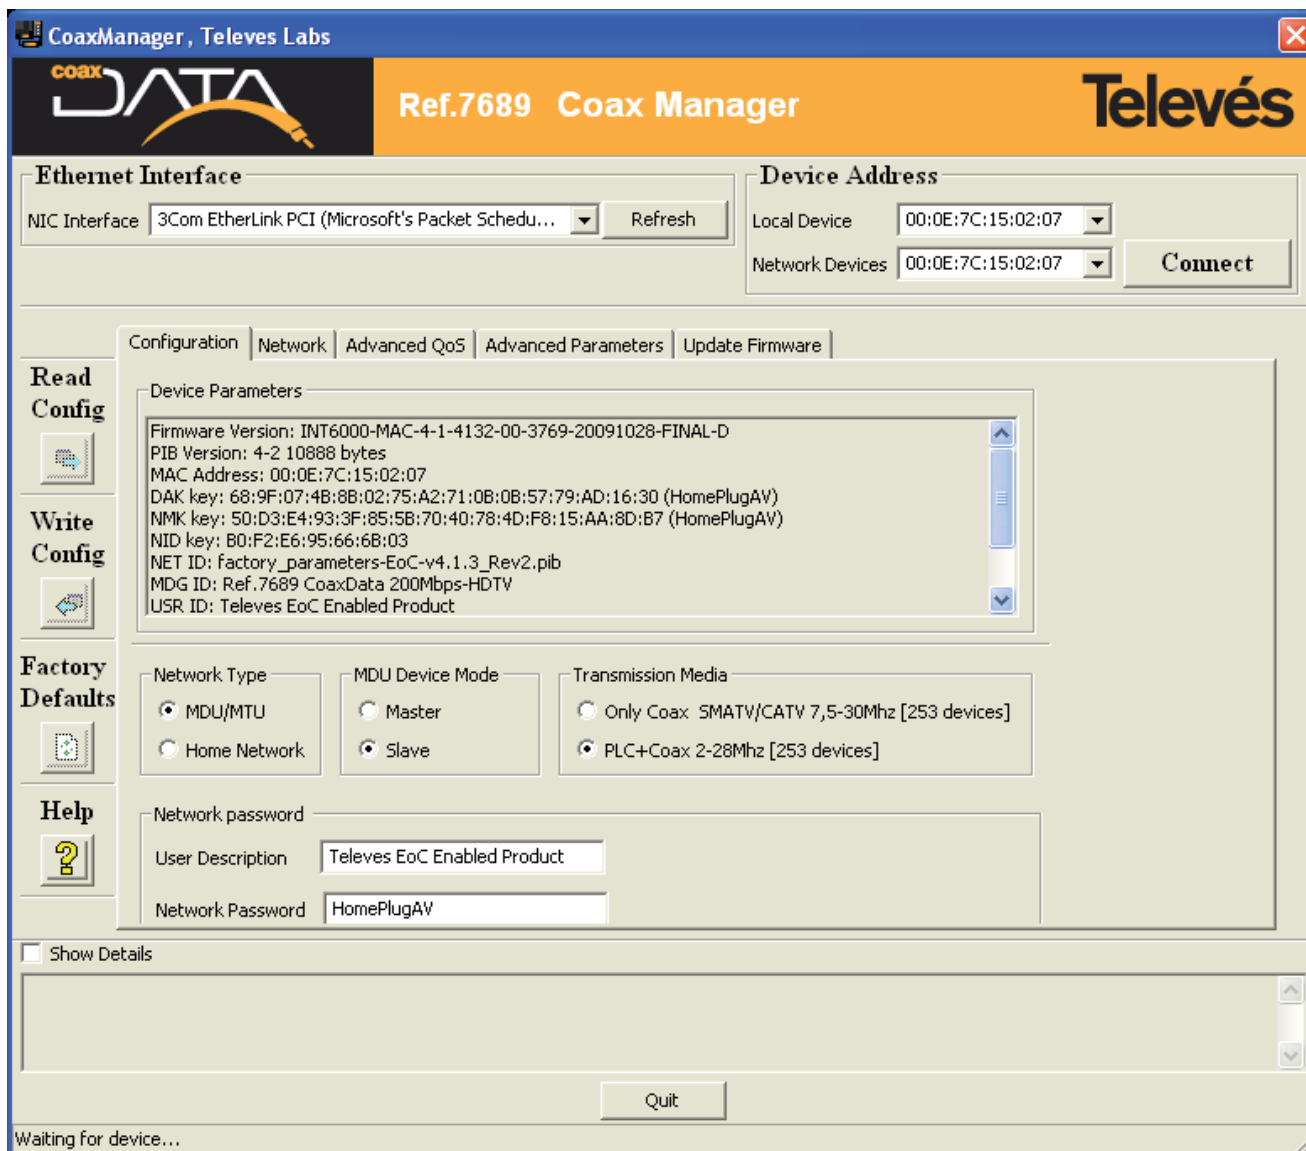 CoaxManager, Televes Labs
coax
DATA
Ref.7689 Coax Manager
Televés
Ethernet Interface
NIC Interface
3Com EtherLink PCI (Microsoft's Packet Schedu...
Refresh
Device Address
Local Device
00:0E:7C:15:02:07
Network Devices
00:0E:7C:15:02:07
Connect
Configuration
Network
Advanced QoS
Advanced Parameters
Update Firmware
Read
Config
Write
Config
Factory
Defaults
Help
Device Parameters
Firmware Version: INT6000-MAC-4-1-4132-00-3769-20091028-FINAL-D
PIB Version: 4-2 10888 bytes
MAC Address: 00:0E:7C:15:02:07
DAK key: 68:9F:07:4B:8B:02:75:A2:71:0B:0B:57:79:AD:16:30 (HomePlugAV)
NMK key: 50:D3:E4:93:3F:85:5B:70:40:78:4D:F8:15:AA:8D:B7 (HomePlugAV)
NID key: B0:F2:E6:95:66:6B:03
NET ID: factory_parameters-EoC-v4.1.3_Rev2.pib
MDG ID: Ref.7689 CoaxData 200Mbps-HDTV
USR ID: Televes EoC Enabled Product
Network Type
MDU/MTU
Home Network
MDU Device Mode
Master
Slave
Transmission Media
Only Coax SMATV/CATV 7,5-30Mhz [253 devices]
PLC+Coax 2-28Mhz [253 devices]
Network password
User Description
Televes EoC Enabled Product
Network Password
HomePlugAV
Show Details
Quit
Waiting for device...